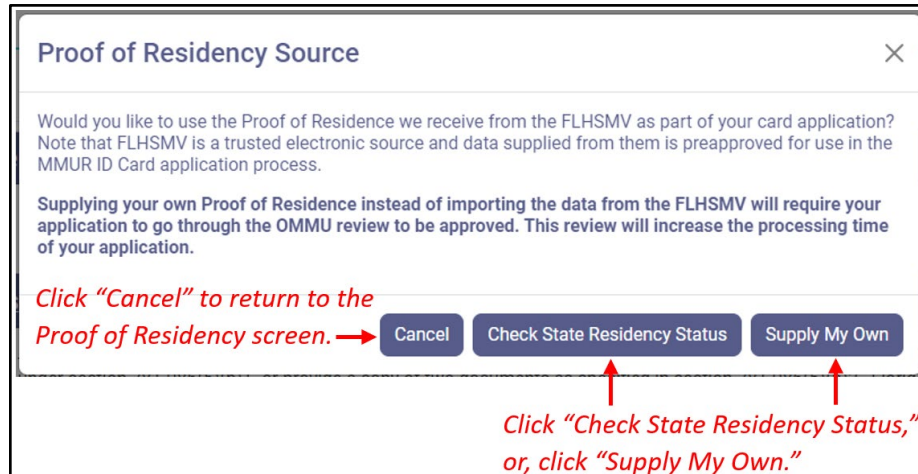 Proof of Residency Source
Would you like to use the Proof of Residence we receive from the FLHSMV as part of your card application?
Note that FLHSMV is a trusted electronic source and data supplied from them is preapproved for use in the
MMUR ID Card application process.
Supplying your own Proof of Residence instead of importing the data from the FLHSMV will require your
application to go through the OMMU review to be approved. This review will increase the processing time
of your application.
Click “Cancel” to return to the
Proof of Residency screen.
Cancel
Check State Residency Status
Supply My Own
Click “Check State Residency Status,”
or, click “Supply My Own.”